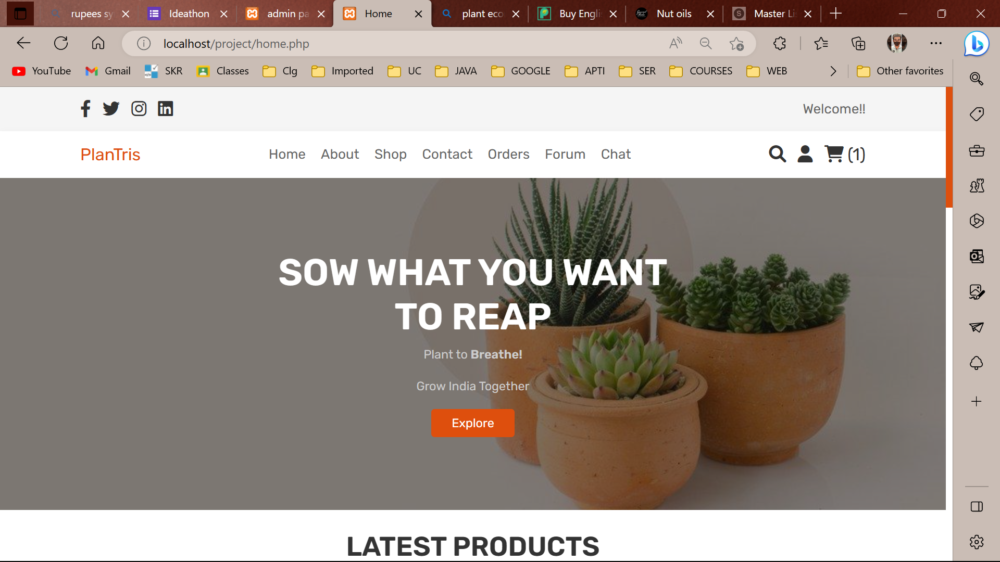 rupees sy
Ideathon
admin pa
Home
plant eco
Buy Engli
Nut oils
Master Li
localhost/project/home.php
YouTube
Gmail
SKR
Classes
Clg
Imported
UC
JAVA
GOOGLE
APTI
SER
COURSES
WEB
Other favorites
Welcome!!
PlanTris
Home
About
Shop
Contact
Orders
Forum
Chat
(1)
SOW WHAT YOU WANT
TO REAP
Plant to Breathe!
Grow India Together
Explore
LATEST PRODUCTS